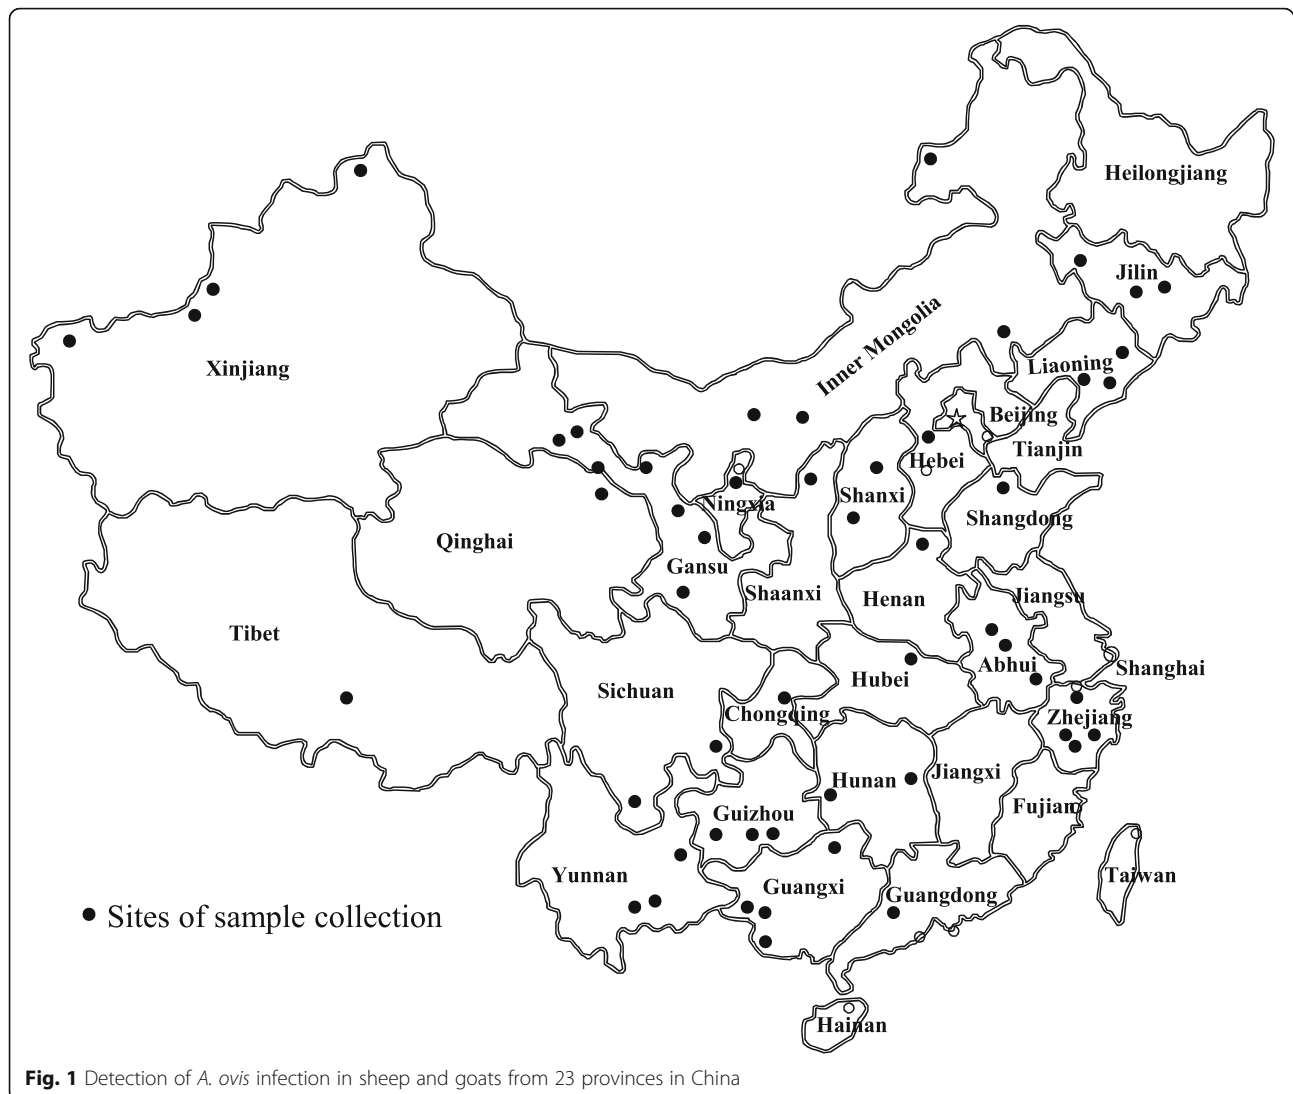 Heilongjiang
Jilin
Inner Mongolia
Liaoning
Xinjiang
Beijing
Tianjin
Hebei
Ningxia
Shanxi
Shangdong
Qinghai
Gansu
Shaanxi
Henan
Jiangsu
Tibet
Abhui
Shanghai
Hubei
Sichuan
Chongqing
Zhejiang
Hunan
Jiangxi
Fujian
Guizhou
Yunnan
Guangxi
Guangdong
Taiwan
Sites of sample collection
Hainan
Fig. 1 Detection of A. ovis infection in sheep and goats from 23 provinces in China